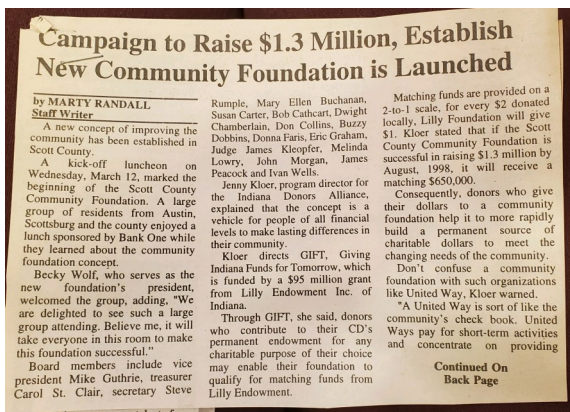 Campaign to Raise $1.3 Million, Establish
New Community Foundation is Launched
by MARTY RANDALL
Staff Writer
A new concept of improving the
community has been established in
Scott County.
A kick-off luncheon on
Wednesday, March 12, marked the
beginning of the Scott County
Community Foundation. A large
group of residents from Austin,
Scottsburg and the county enjoyed a
lunch sponsored by Bank One while
they learned about the community
foundation concept.
Becky Wolf, who serves as the
new foundation's president,
welcomed the group, adding, "We
are delighted to see such a large
group attending. Believe me, it will
take everyone in this room to make
this foundation successful."
Board members include vice
president Mike Guthrie, treasurer
Carol St. Clair, secretary Steve
Rumple, Mary Ellen Buchanan,
Susan Carter, Bob Cathcart, Dwight
Chamberlain, Don Collins, Buzzy
Dobbins, Donna Faris, Eric Graham,
Judge James Kleopfer, Melinda
Lowry, John Morgan, James
Peacock and Ivan Wells.
Jenny Kloer, program director for
the Indiana Donors Alliance,
explained that the concept is a
vehicle for people of all financial
levels to make lasting differences in
their community.
Kloer directs GIFT, Giving
Indiana Funds for Tomorrow, which
is funded by a $95 million grant
from Lilly Endowment Inc. of
Indiana.
Through GIFT, she said, donors
who contribute to their CD's
permanent endowment for any
charitable purpose of their choice
may enable their foundation to
qualify for matching funds from
Lilly Endowment.
Matching funds are provided on a
2-to-1 scale, for every $2 donated
locally, Lilly Foundation will give
$1. Kloer stated that if the Scott
County Community Foundation is
successful in raising $1.3 million by
August, 1998, it will receive a
matching $650,000.
Consequently, donors who give
their dollars to a community
foundation help it to more rapidly
build a permanent source of
charitable dollars to meet the
changing needs of the community.
Don't confuse a community
foundation with such organizations
like United Way, Kloer warned.
"A United Way is sort of like the
community's check book. United
Ways pay for short-term activities
and concentrate on providing
Continued On
Back Page